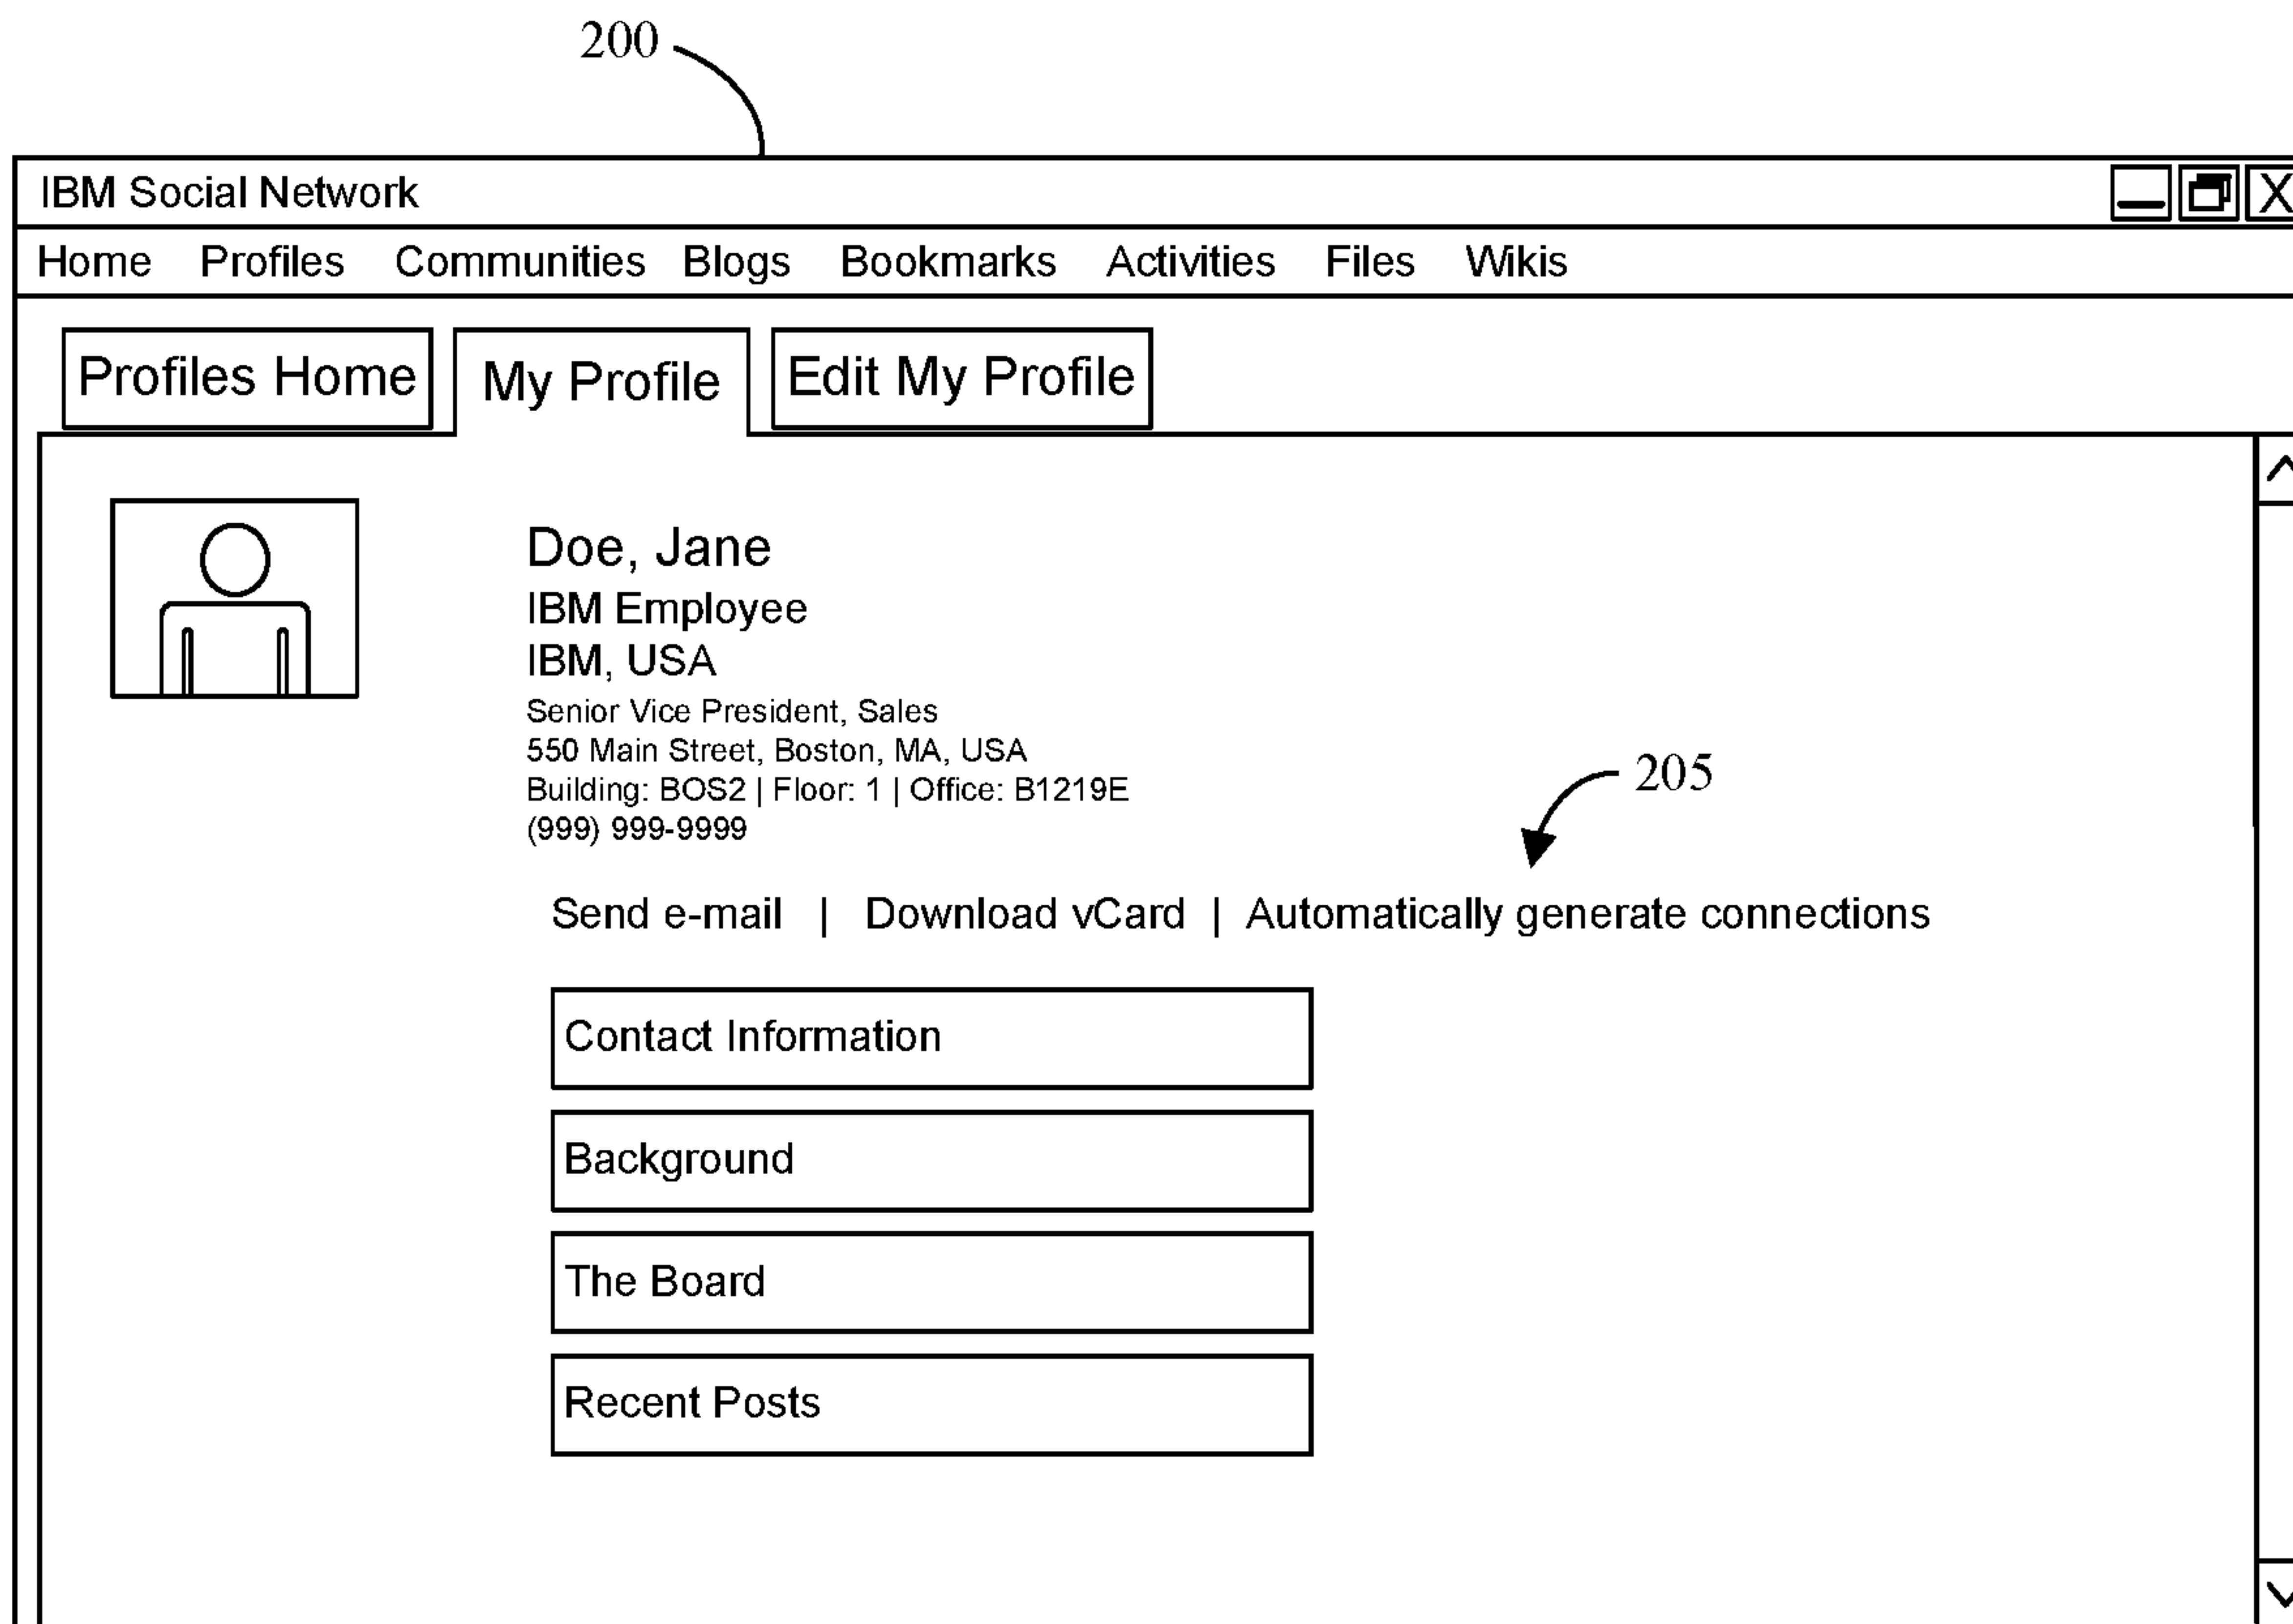 200
IBM Social Network X
Home Profiles Communities Blogs Bookmarks Activities Files Wikis
Profiles Home My Profile Edit My Profile
Doe, Jane
IBM Employee
IBM, USA
Senior Vice President, Sales
550 Main Street, Boston, MA, USA
Building: BOS2 | Floor: 1 | Office: B1219E
(999) 999-9999
205
Send e-mail | Download vCard | Automatically generate connections
Contact Information
Background
The Board
Recent Posts